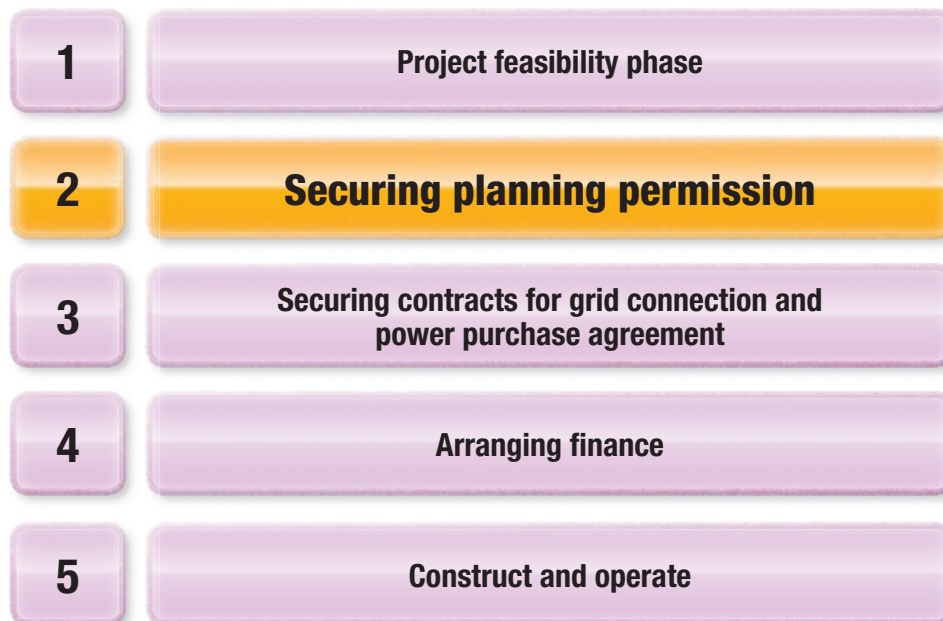 1
Project feasibility phase
2
Securing planning permission
3
Securing contracts for grid connection and
power purchase agreement
4
Arranging finance
5
Construct and operate